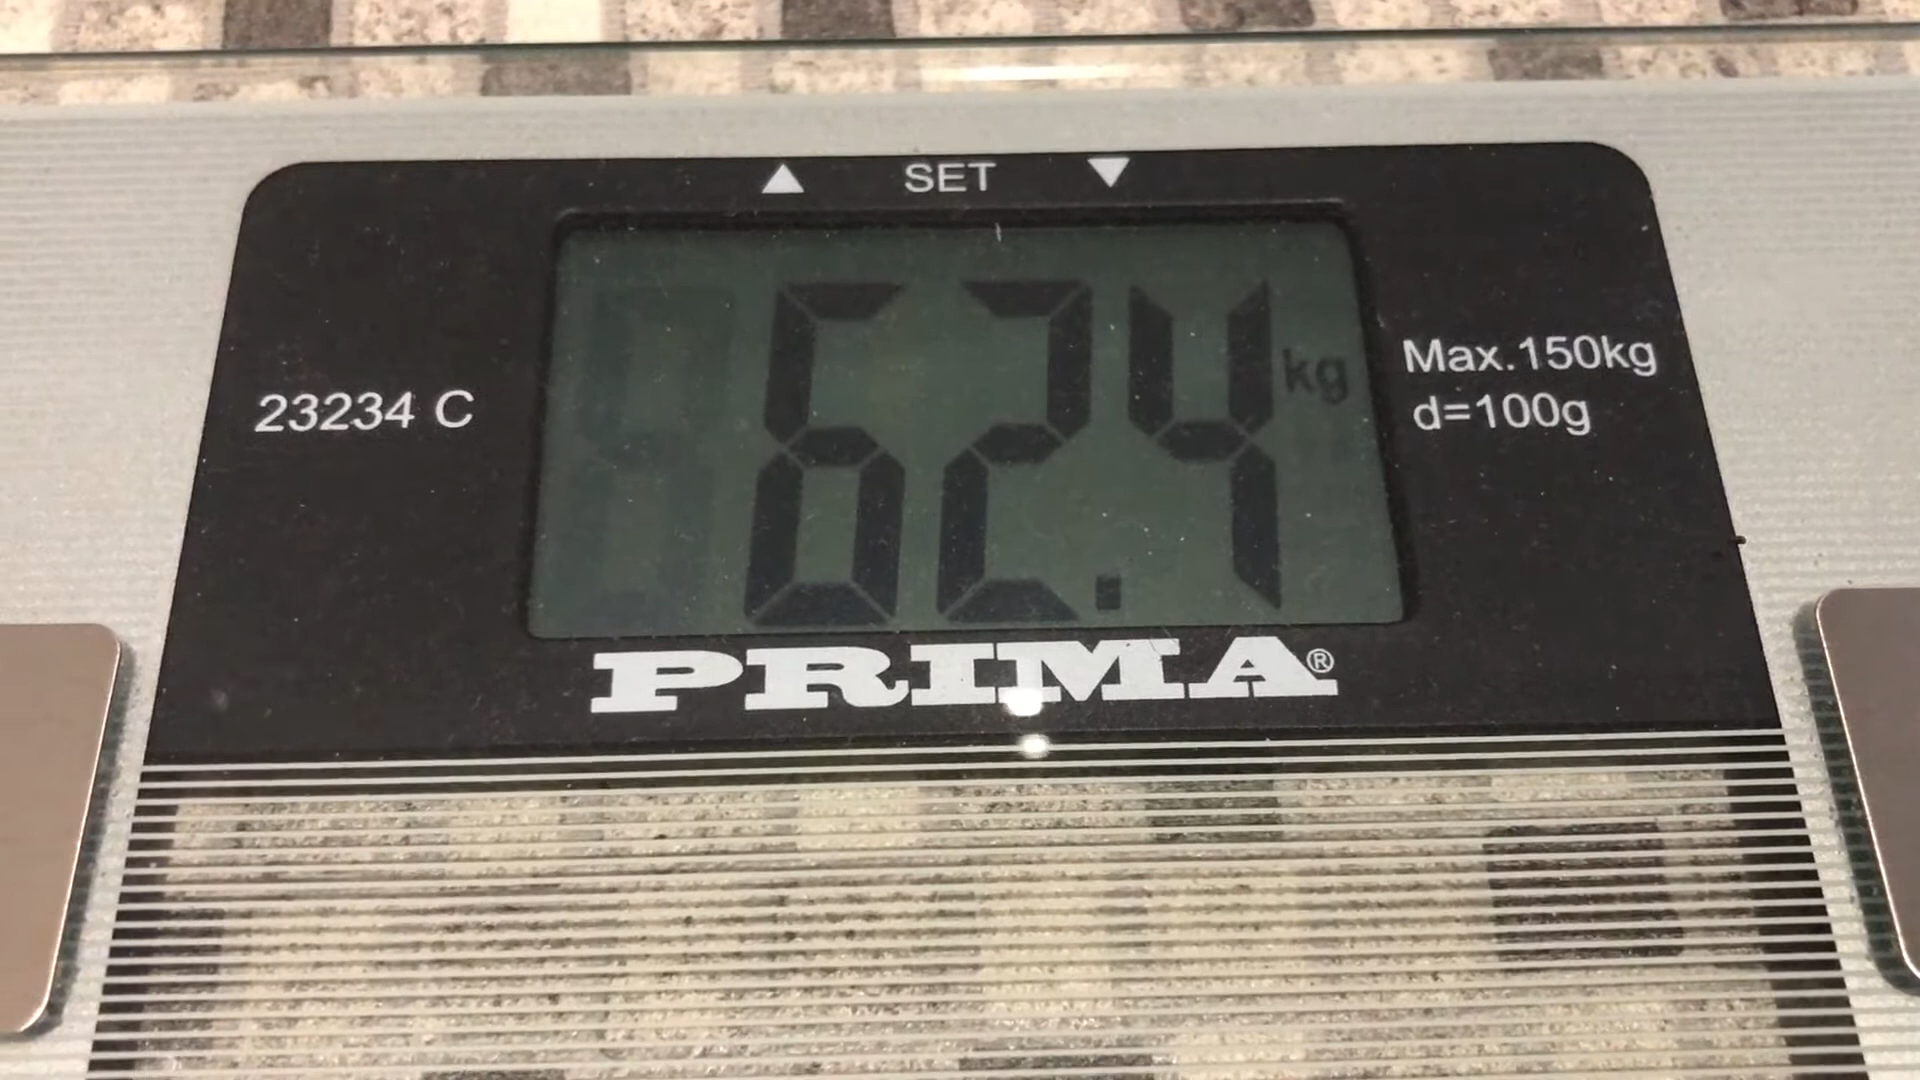 ▲ SET ▼
62.4 kg
23234 C
Max.150kg
d=100g
PRIMA®